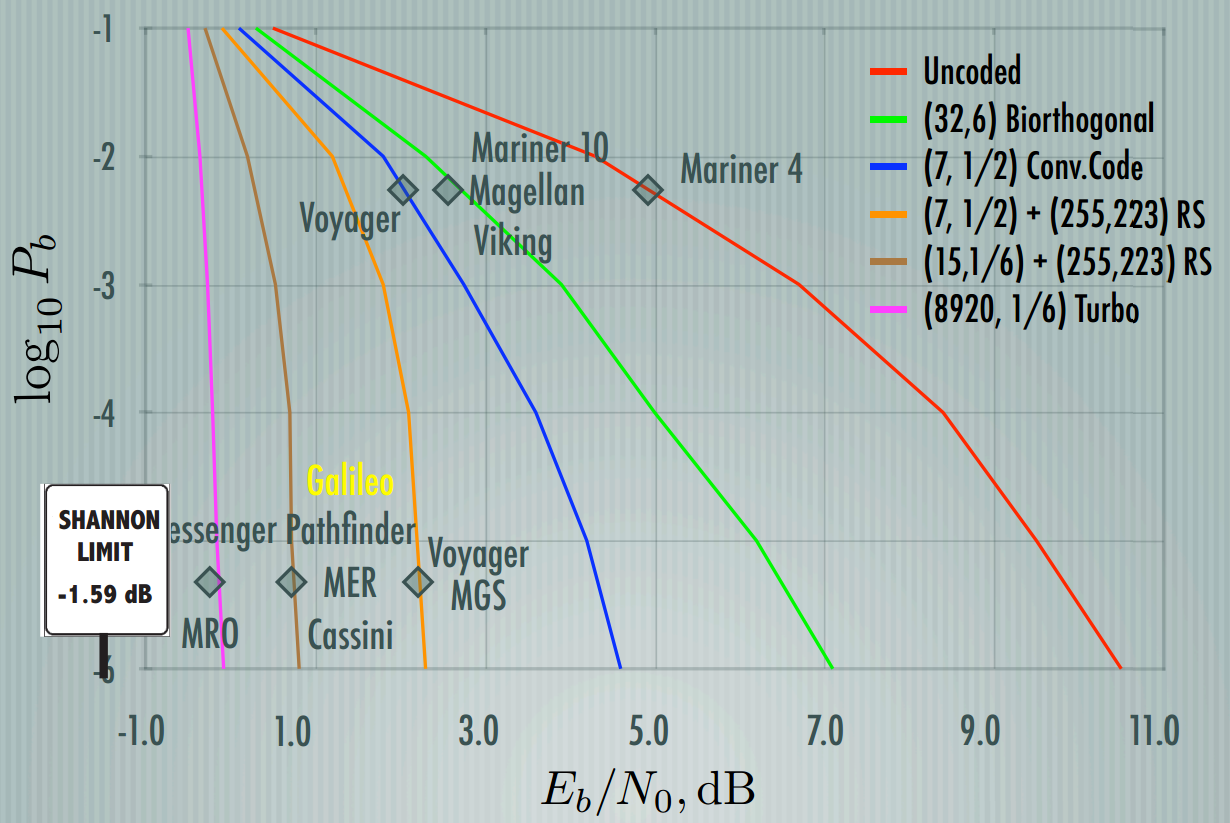 -1
-2
-3
-4
-6
log10 Pb
Uncoded
(32,6) Biorthogonal
(7, 1/2) Conv.Code
(7, 1/2) + (255,223) RS
(15,1/6) + (255,223) RS
(8920, 1/6) Turbo
Mariner 10
Mariner 4
Magellan
Voyager
Viking
Galileo
SHANNON
LIMIT
-1.59 dB
essenger
Pathfinder
Voyager
MER
MGS
MRO
Cassini
-1.0 1.0 3.0 5.0 7.0 9.0 11.0
Eb/N0, dB